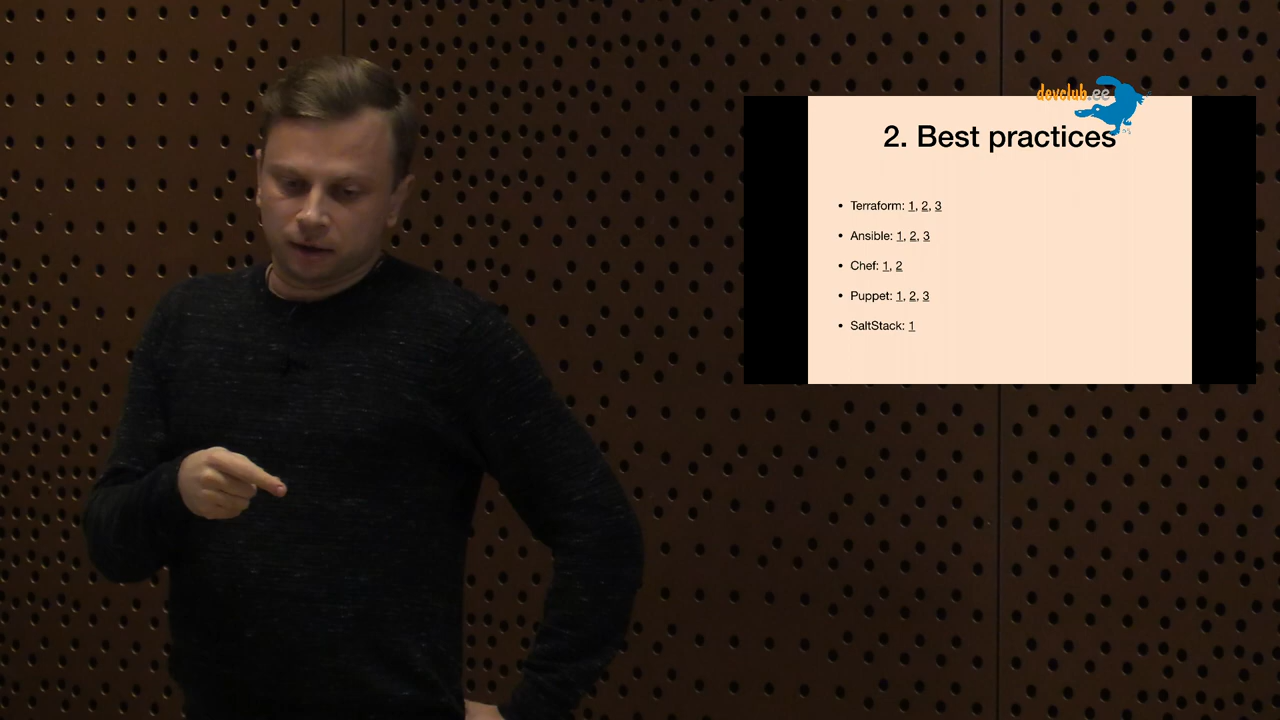 devclub.ee
2. Best practices
• Terraform: 1, 2, 3
• Ansible: 1, 2, 3
• Chef: 1, 2
• Puppet: 1, 2, 3
• SaltStack: 1